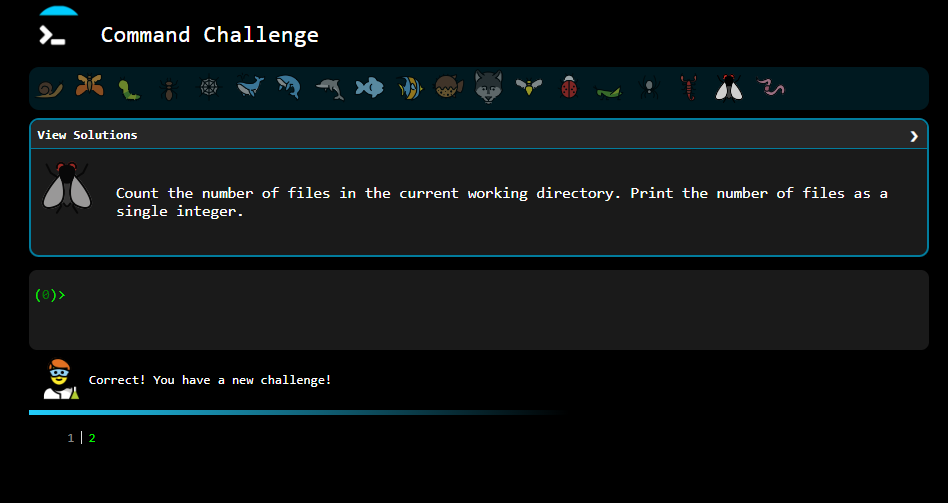 Command Challenge
View Solutions
Count the number of files in the current working directory. Print the number of files as a
single integer.
(0)>
Correct! You have a new challenge!
1 | 2